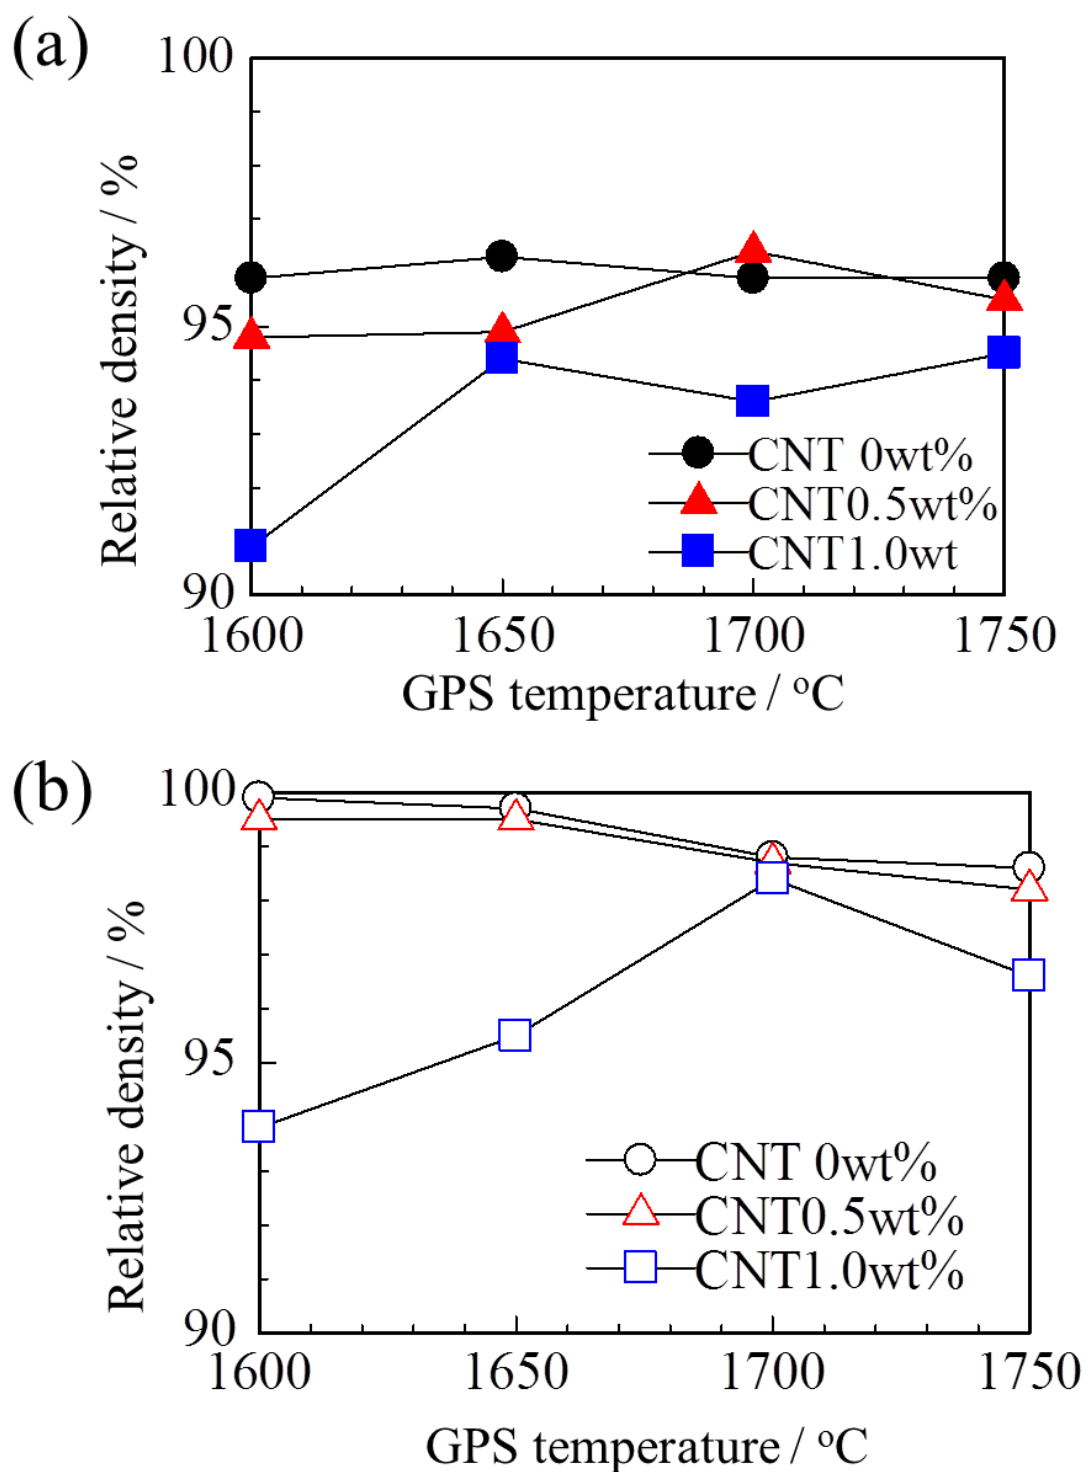 (a)
100
95
90
Relative density / %
CNT 0wt%
CNT0.5wt%
CNT1.0wt
1600 1650 1700 1750
GPS temperature / °C
(b)
100
95
90
Relative density / %
CNT 0wt%
CNT0.5wt%
CNT1.0wt%
1600 1650 1700 1750
GPS temperature / °C